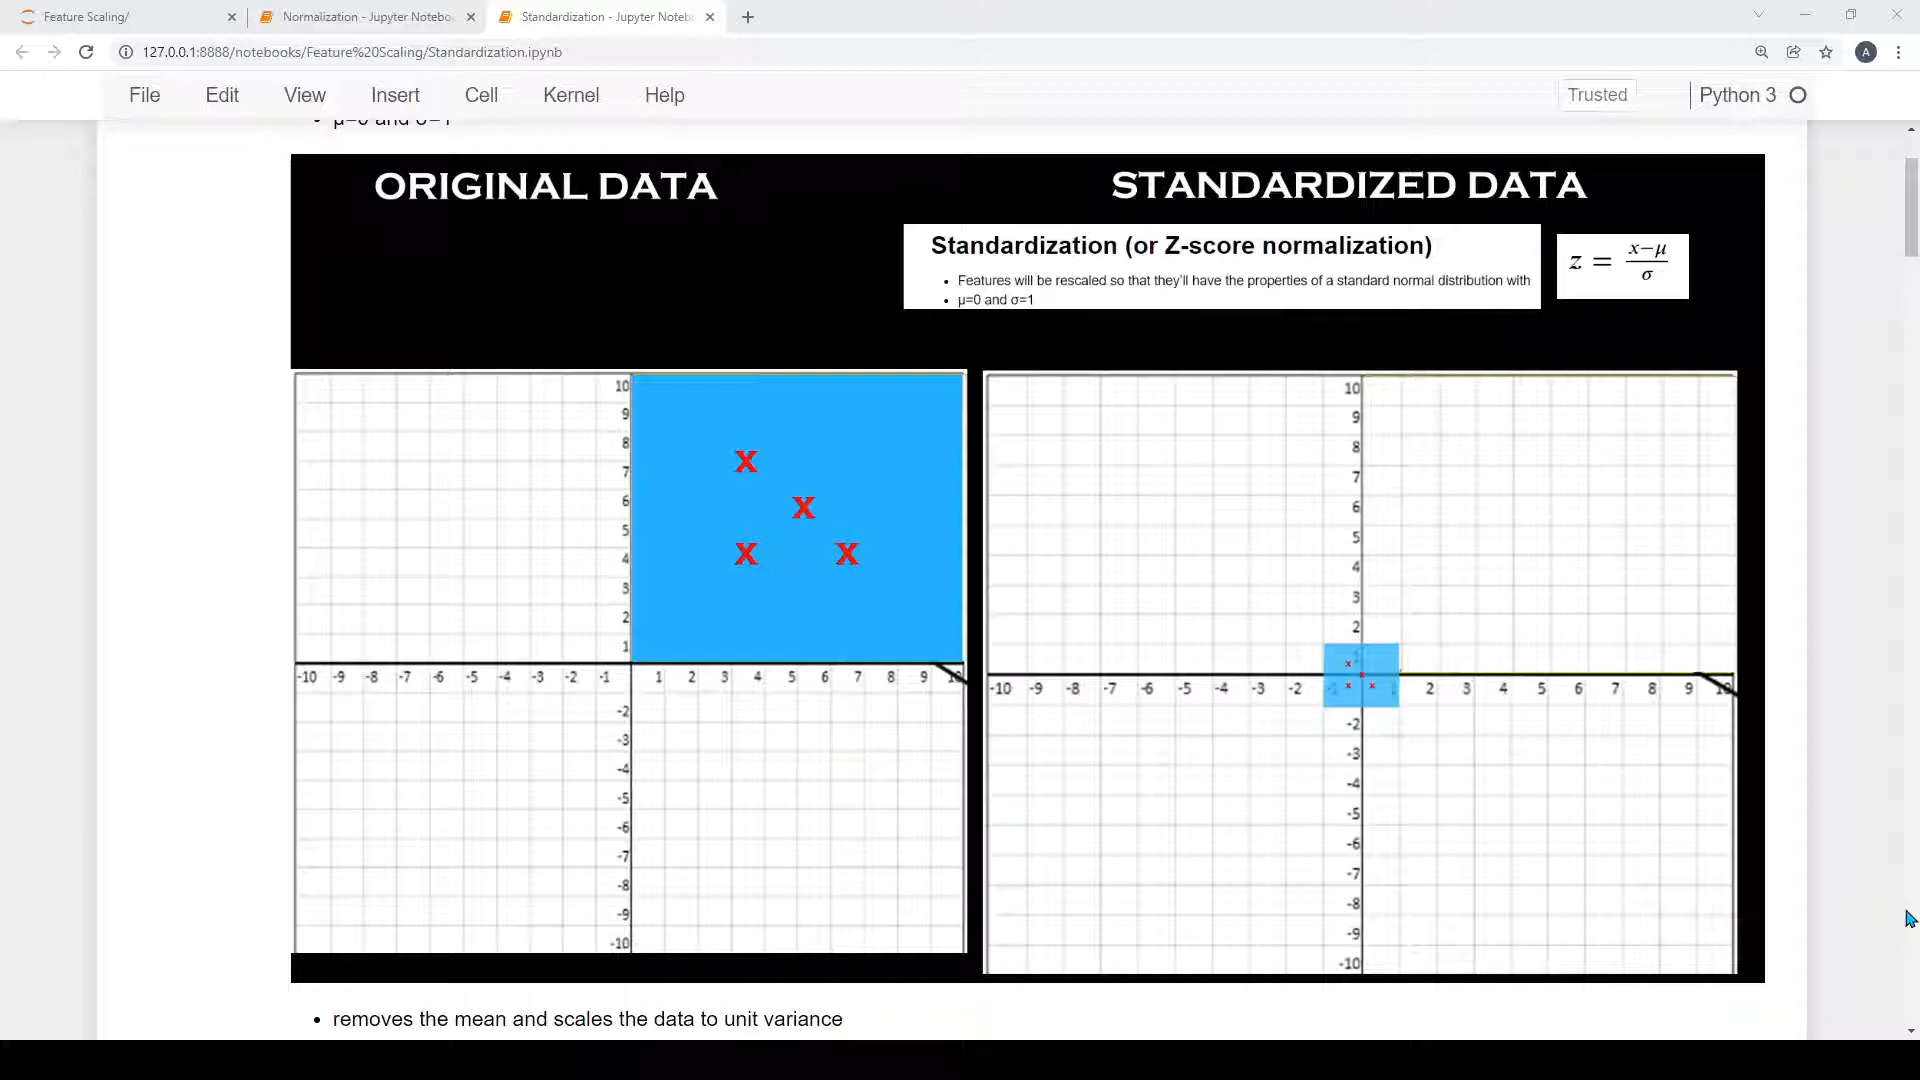 Feature Scaling/
Normalization - Jupyter Notebo
Standardization - Jupyter Noteb
127.0.0.1:8888/notebooks/Feature%20Scaling/Standardization.ipynb
A
File Edit View Insert Cell Kernel Help
Trusted
Python 3
• μ=0 and σ=1
ORIGINAL DATA
STANDARDIZED DATA
Standardization (or Z-score normalization)
• Features will be rescaled so that they'll have the properties of a standard normal distribution with
• μ=0 and σ=1
z = x−μ / σ
10
9
8
7
6
5
4
3
2
1
X
X
X X
-10 -9 -8 -7 -6 -5 -4 -3 -2 -1 1 2 3 4 5 6 7 8 9 10
-2
-3
-4
-5
-6
-7
-8
-9
-10
10
9
8
7
6
5
4
3
2
x
x
x x
-10 -9 -8 -7 -6 -5 -4 -3 -2 -1 1 2 3 4 5 6 7 8 9 10
-2
-3
-4
-5
-6
-7
-8
-9
-10
• removes the mean and scales the data to unit variance